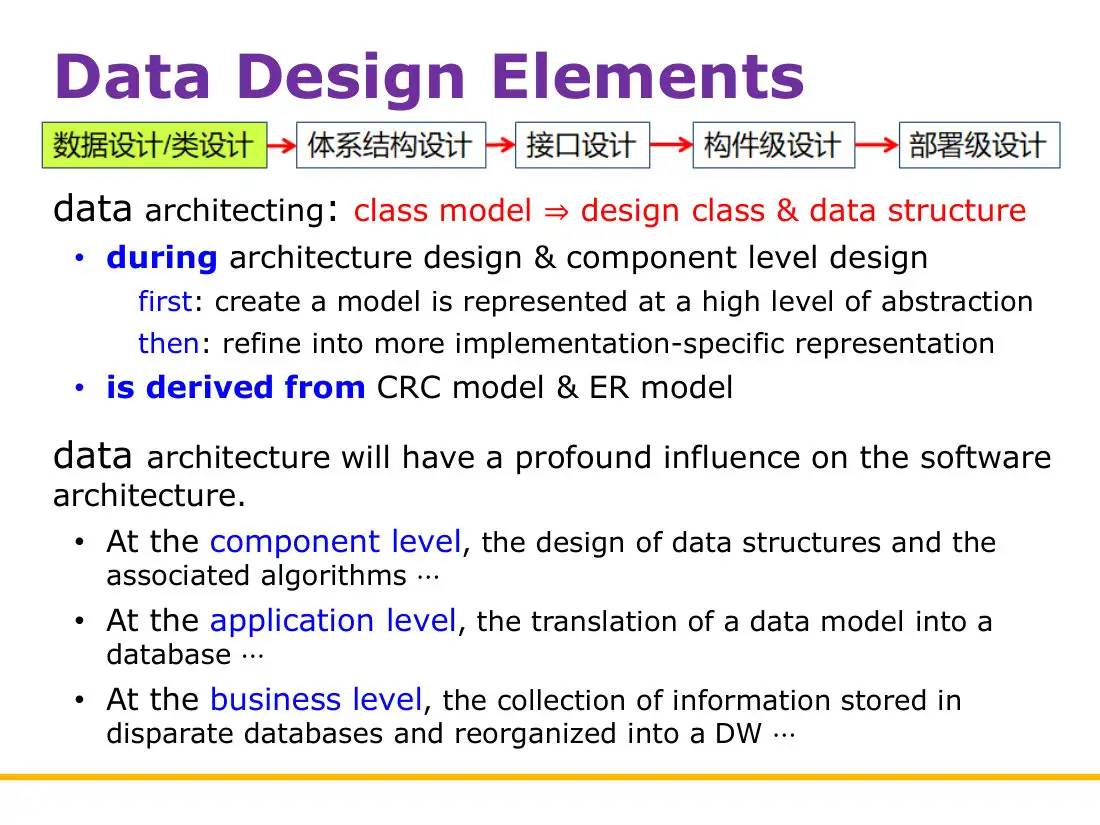 Data Design Elements
数据设计/类设计 体系结构设计 接口设计 构件级设计 部署级设计
data architecting: class model ⇒ design class & data structure
• during architecture design & component level design
first: create a model is represented at a high level of abstraction
then: refine into more implementation-specific representation
• is derived from CRC model & ER model
data architecture will have a profound influence on the software
architecture.
• At the component level, the design of data structures and the
associated algorithms ⋯
• At the application level, the translation of a data model into a
database ⋯
• At the business level, the collection of information stored in
disparate databases and reorganized into a DW ⋯